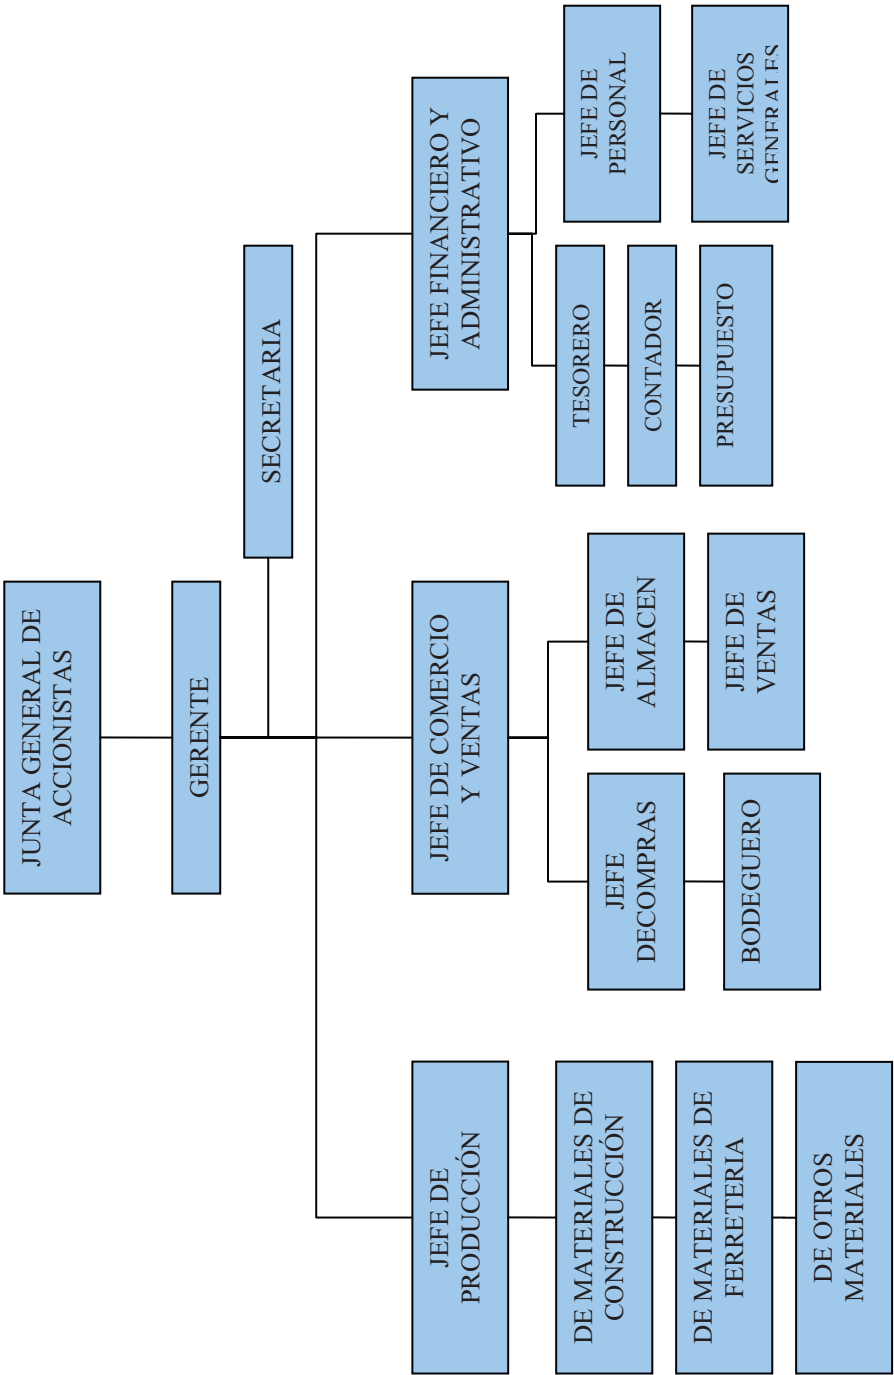 JUNTA GENERAL DE
ACCIONISTAS
GERENTE
SECRETARIA
JEFE DE
PRODUCCIÓN
JEFE DE COMERCIO
Y VENTAS
JEFE FINANCIERO Y
ADMINISTRATIVO
DE MATERIALES DE
CONSTRUCCIÓN
DE MATERIALES DE
FERRETERIA
DE OTROS
MATERIALES
JEFE
DECOMPRAS
BODEGUERO
JEFE DE
ALMACEN
JEFE DE
VENTAS
TESORERO
CONTADOR
PRESUPUESTO
JEFE DE
PERSONAL
JEFE DE
SERVICIOS
GENERALES